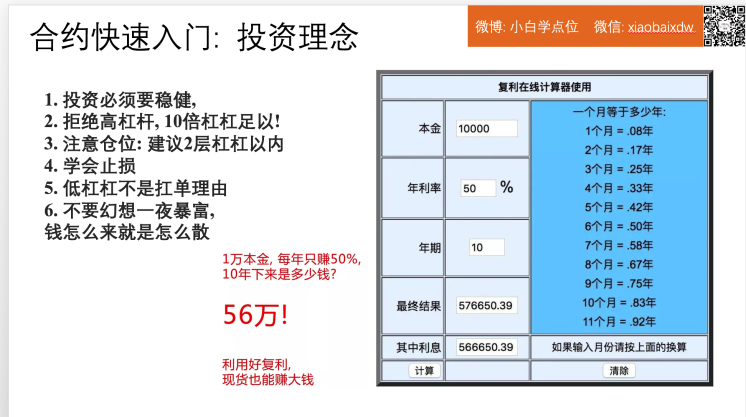 合约快速入门: 投资理念
微博: 小白学点位 微信: xiaobaixdw.
1. 投资必须要稳健,
2. 拒绝高杠杆, 10倍杠杠足以!
3. 注意仓位: 建议2层杠杠以内
4. 学会止损
5. 低杠杠不是扛单理由
6. 不要幻想一夜暴富,
钱怎么来就是怎么散
1万本金, 每年只赚50%,
10年下来是多少钱?
56万!
利用好复利,
现货也能赚大钱
复利在线计算器使用
本金 10000
年利率 50 %
年期 10
最终结果 576650.39
其中利息 566650.39
计算
一个月等于多少年:
1个月 = .08年
2个月 = .17年
3个月 = .25年
4个月 = .33年
5个月 = .42年
6个月 = .50年
7个月 = .58年
8个月 = .67年
9个月 = .75年
10个月 = .83年
11个月 = .92年
如果输入月份请按上面的换算
清除